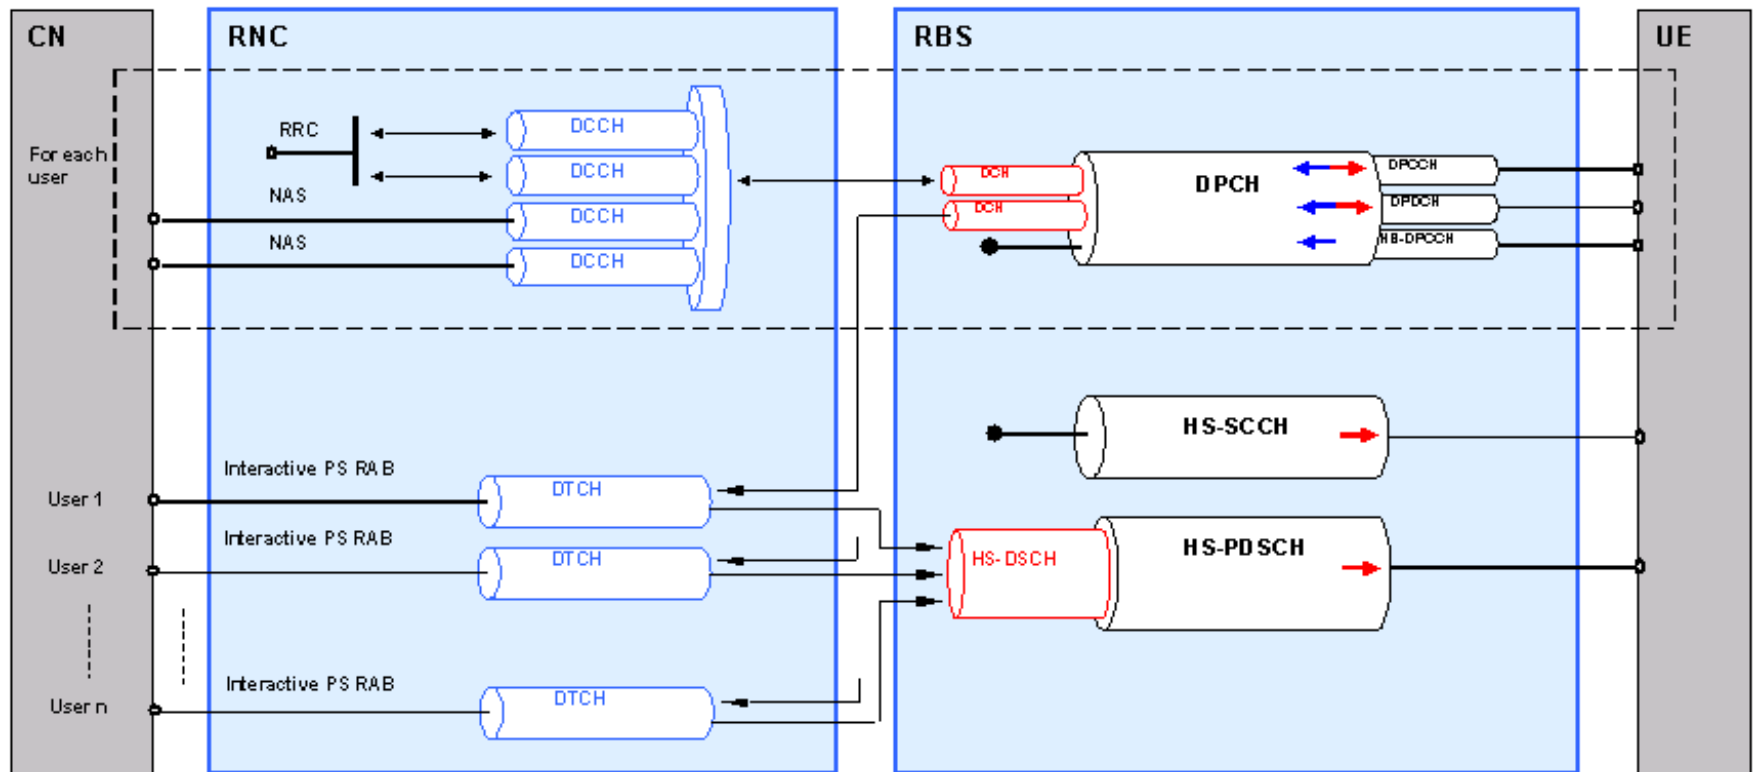 CN
RNC
RBS
UE
For each
user
RRC
NAS
NAS
DCCH
DCCH
DCCH
DCCH
DCH
DCH
DPCH
DPCCH
DPDCH
HS-DPCCH
HS-SCCH
User 1
Interactive PS RAB
DTCH
User 2
Interactive PS RAB
DTCH
HS-DSCH
HS-PDSCH
User n
Interactive PS RAB
DTCH